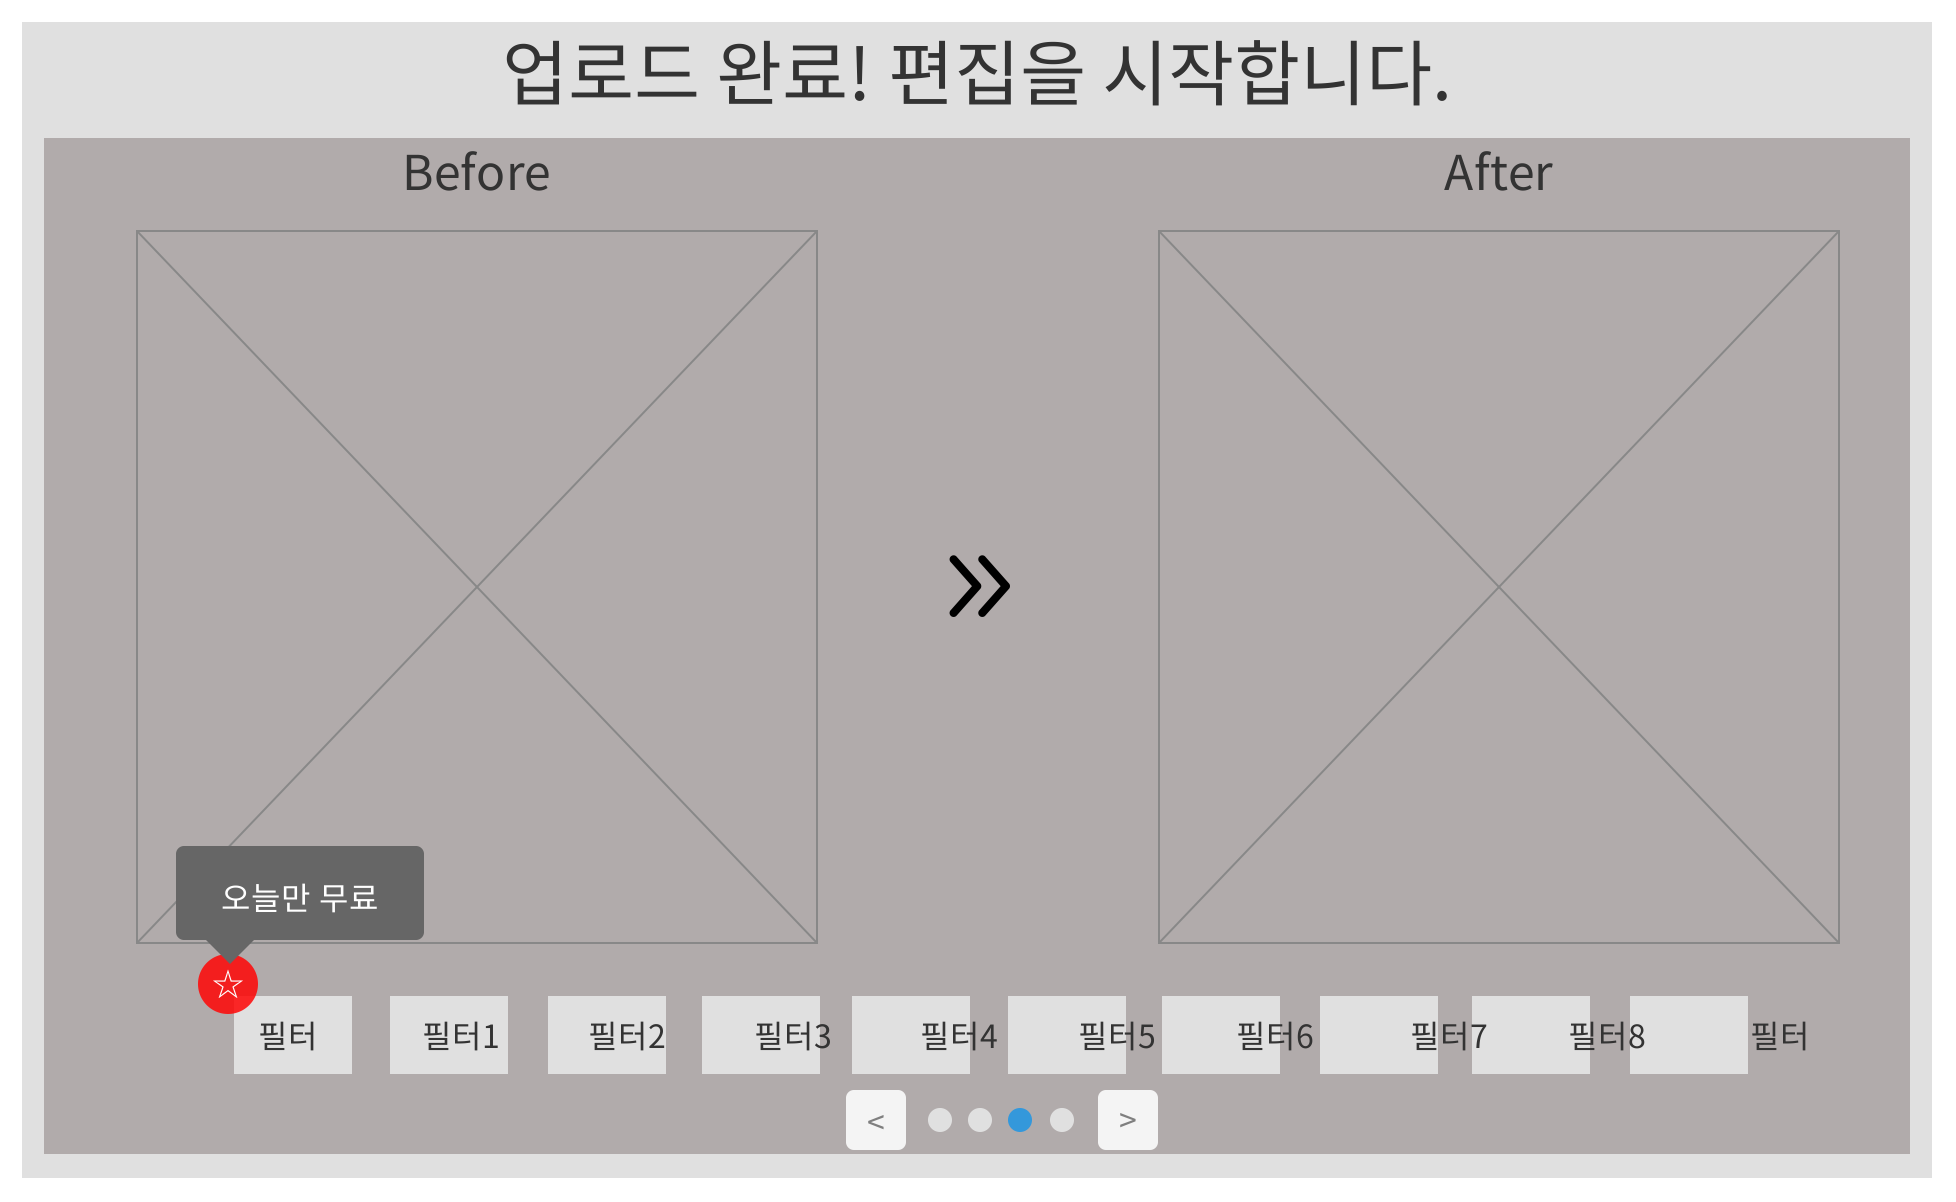 업로드 완료! 편집을 시작합니다.
Before
After
오늘만 무료
필터 필터1 필터2 필터3 필터4 필터5 필터6 필터7 필터8 필터
< >